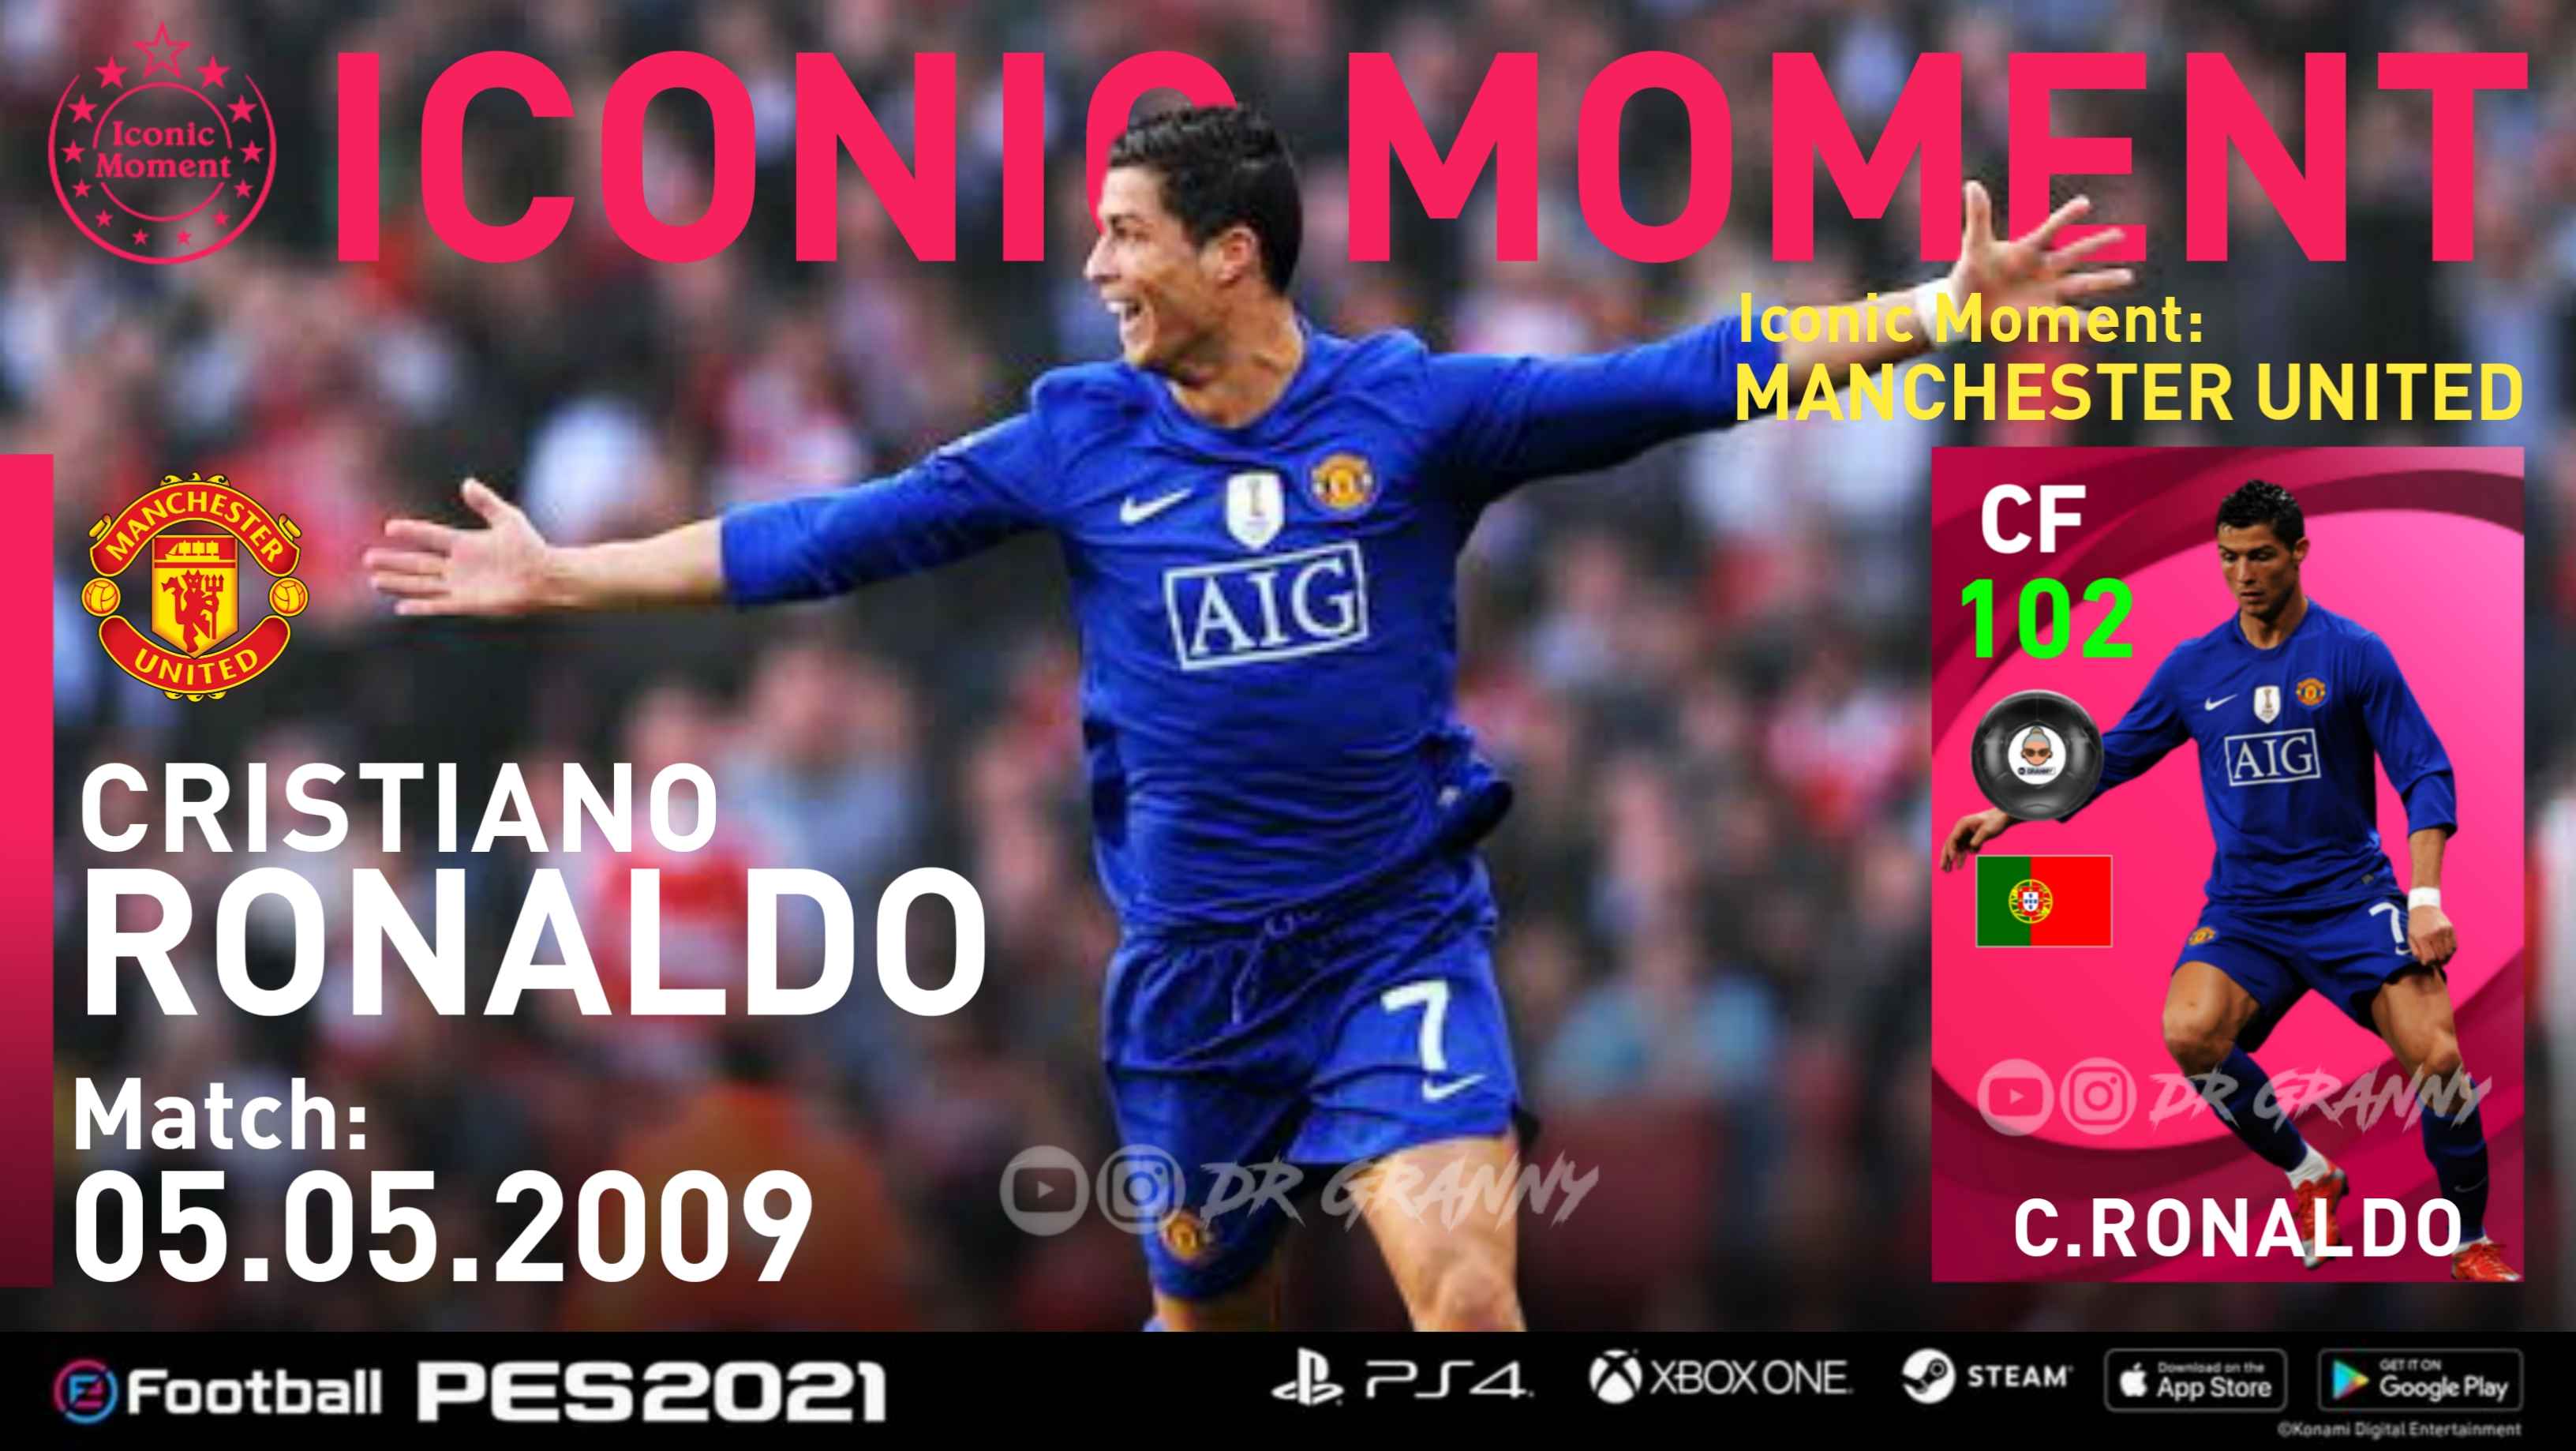 Iconic
Moment
ICONIC MOMENT
Iconic Moment:
MANCHESTER UNITED
MANCHESTER
UNITED
AIG
7
CRISTIANO
RONALDO
Match:
05.05.2009
DR GRANNY
CF
102
AIG
7
DR GRANNY
C.RONALDO
eFootball PES2021
PS4
XBOX ONE
STEAM
Download on the
App Store
GET IT ON
Google Play
©Konami Digital Entertainment